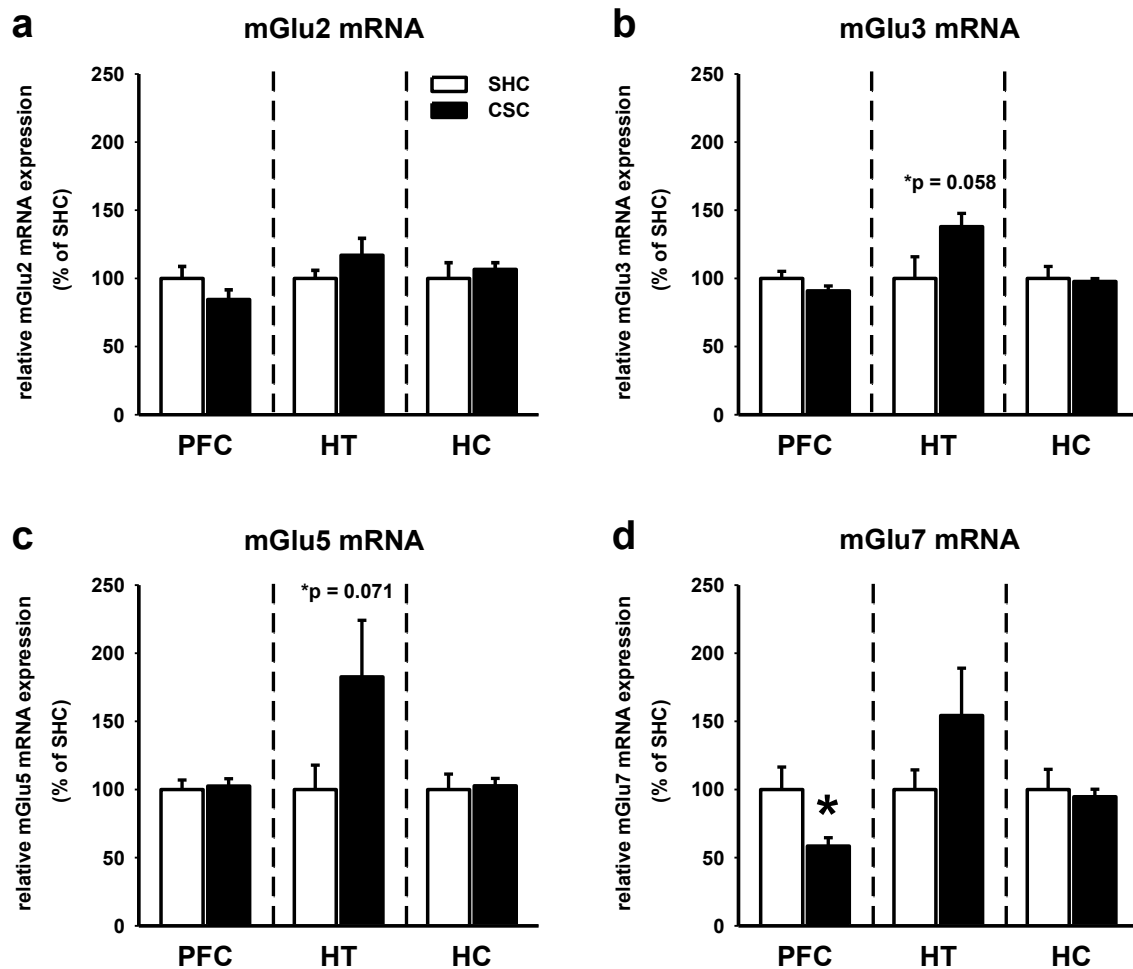 a
mGlu2 mRNA
relative mGlu2 mRNA expression
(% of SHC)
250
200
150
100
50
0
SHC
CSC
PFC
HT
HC
b
mGlu3 mRNA
relative mGlu3 mRNA expression
(% of SHC)
250
200
150
100
50
0
*p = 0.058
PFC
HT
HC
c
mGlu5 mRNA
relative mGlu5 mRNA expression
(% of SHC)
250
200
150
100
50
0
*p = 0.071
PFC
HT
HC
d
mGlu7 mRNA
relative mGlu7 mRNA expression
(% of SHC)
250
200
150
100
50
0
*
PFC
HT
HC